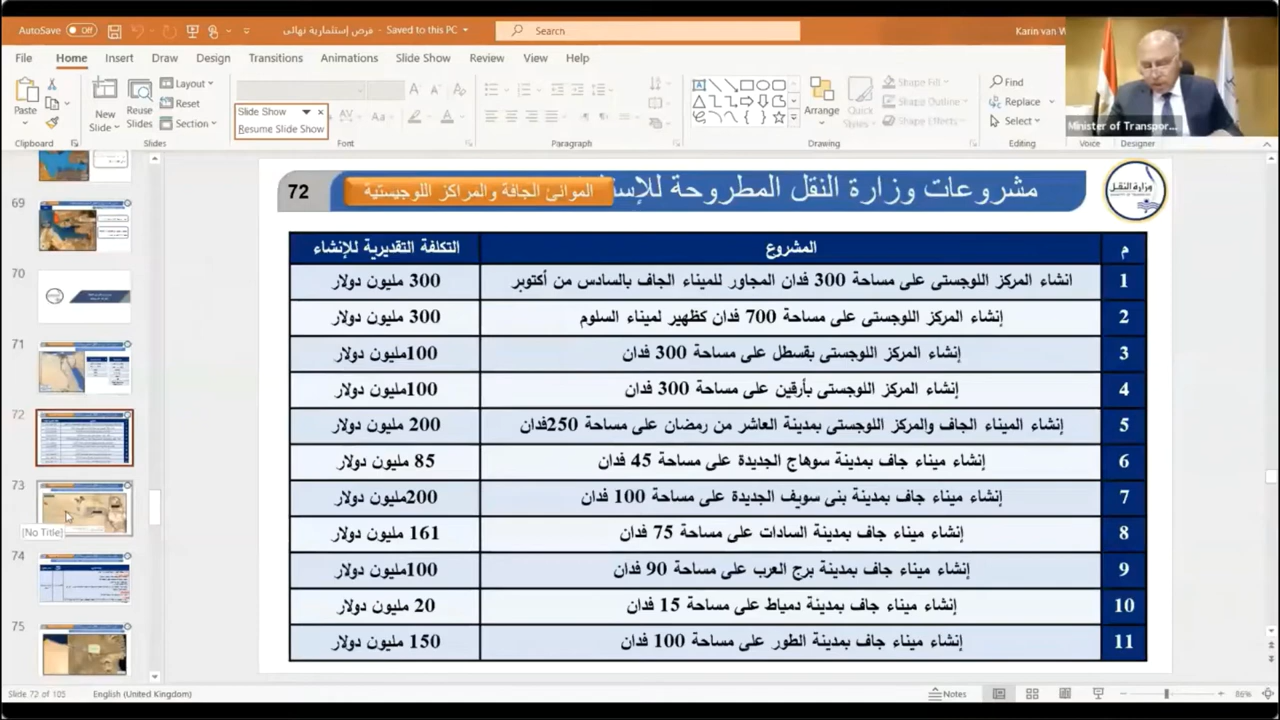 AutoSave Off فرص إستثمارية نهائى - Saved to this PC Search Karin van W
File Home Insert Draw Design Transitions Animations Slide Show Review View Help
Paste New Slide Reuse Slides Layout Reset Section
Slide Show
Resume Slide Show
Arrange Quick Styles Shape Fill Shape Outline Shape Effects Find Replace Select
Minister of Transpor...
Clipboard Slides Font Paragraph Drawing Editing Voice Designer
69
70
71
72
73
[No Title]
74
75
مشروعات وزارة النقل المطروحة للإست الموانئ الجافة والمراكز اللوجيستية 72
وزارة النقل
م المشروع التكلفة التقديرية للإنشاء
1 انشاء المركز اللوجستى على مساحة 300 فدان المجاور للميناء الجاف بالسادس من أكتوبر 300 مليون دولار
2 إنشاء المركز اللوجستى على مساحة 700 فدان كظهير لميناء السلوم 300 مليون دولار
3 إنشاء المركز اللوجستى بقسطل على مساحة 300 فدان 100مليون دولار
4 إنشاء المركز اللوجستى بأرقين على مساحة 300 فدان 100مليون دولار
5 إنشاء الميناء الجاف والمركز اللوجستى بمدينة العاشر من رمضان على مساحة 250فدان 200 مليون دولار
6 إنشاء ميناء جاف بمدينة سوهاج الجديدة على مساحة 45 فدان 85 مليون دولار
7 إنشاء ميناء جاف بمدينة بنى سويف الجديدة على مساحة 100 فدان 200مليون دولار
8 إنشاء ميناء جاف بمدينة السادات على مساحة 75 فدان 161 مليون دولار
9 إنشاء ميناء جاف بمدينة برج العرب على مساحة 90 فدان 100مليون دولار
10 إنشاء ميناء جاف بمدينة دمياط على مساحة 15 فدان 20 مليون دولار
11 إنشاء ميناء جاف بمدينة الطور على مساحة 100 فدان 150 مليون دولار
Slide 72 of 105 English (United Kingdom) Notes 86%